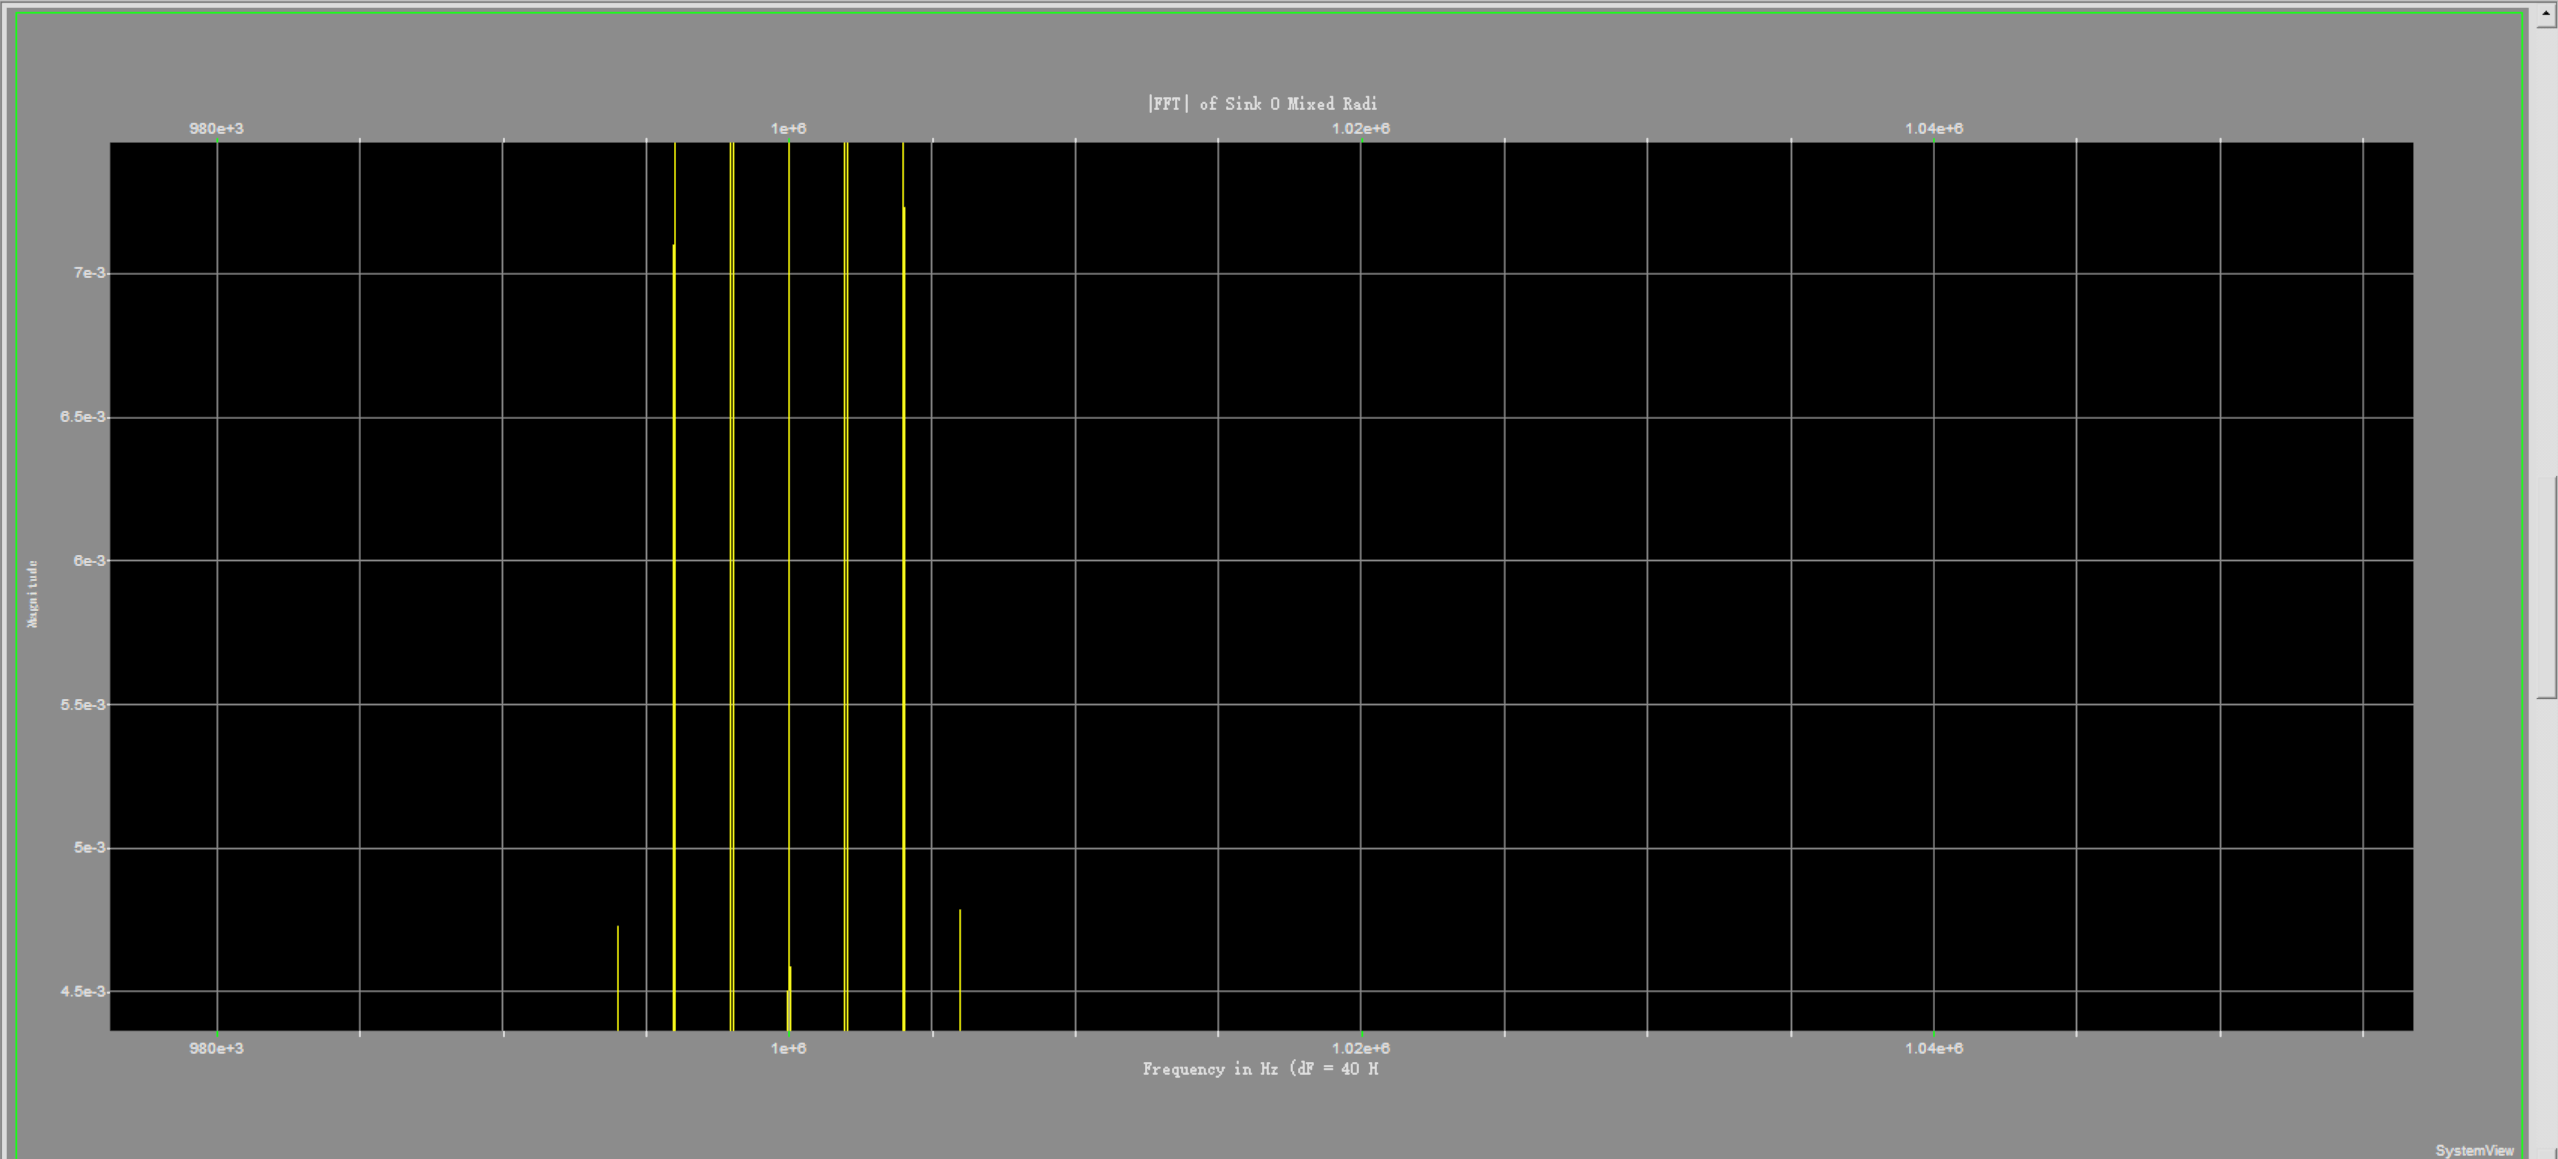 |FFT| of Sink 0 Mixed Radi
980e+3 1e+6 1.02e+6 1.04e+6
7e-3
6.5e-3
6e-3
5.5e-3
5e-3
4.5e-3
Magnitude
980e+3 1e+6 1.02e+6 1.04e+6
Frequency in Hz (dF = 40 H
SystemView